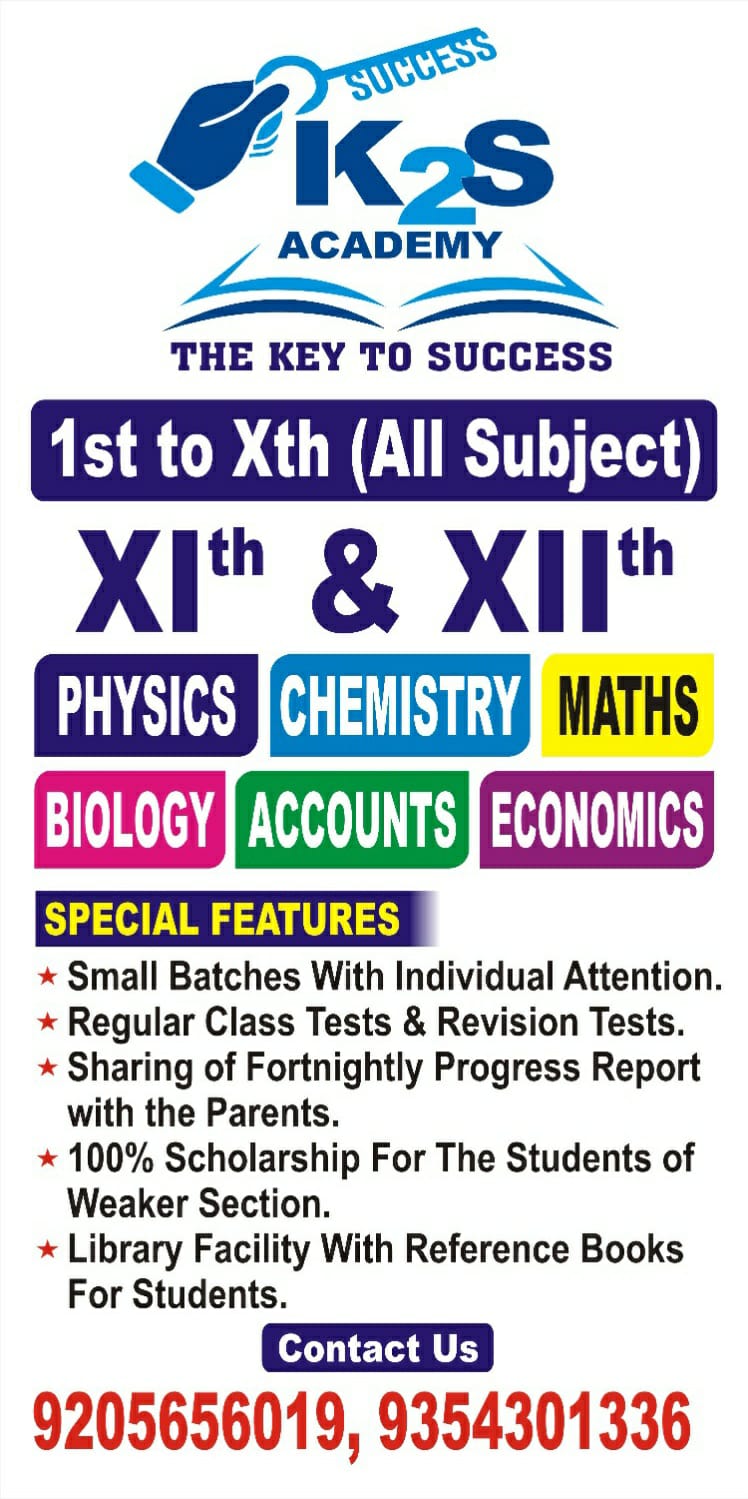 SUCCESS
K2S
ACADEMY
THE KEY TO SUCCESS
1st to Xth (All Subject)
XIth & XIIth
PHYSICS CHEMISTRY MATHS
BIOLOGY ACCOUNTS ECONOMICS
SPECIAL FEATURES
★ Small Batches With Individual Attention.
★ Regular Class Tests & Revision Tests.
★ Sharing of Fortnightly Progress Report
with the Parents.
★ 100% Scholarship For The Students of
Weaker Section.
★ Library Facility With Reference Books
For Students.
Contact Us
9205656019, 9354301336